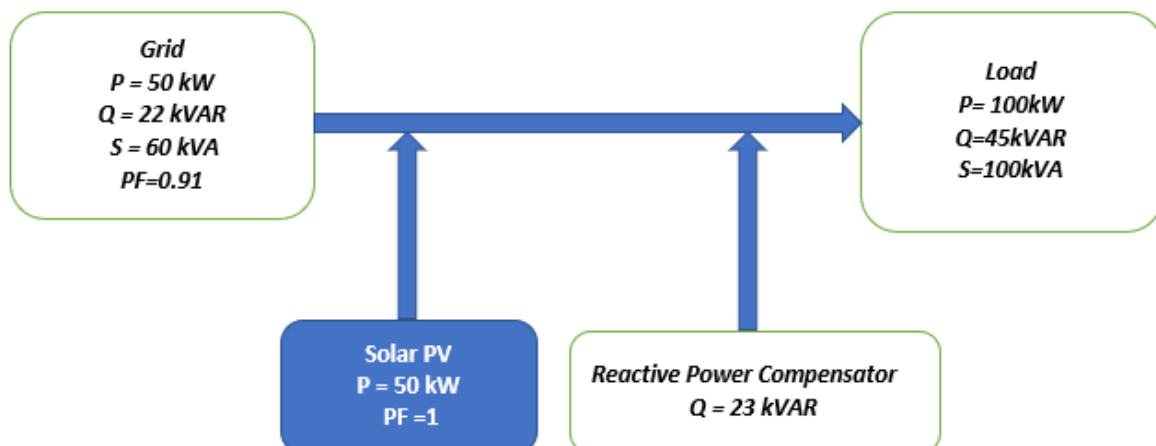 Grid
P = 50 kW
Q = 22 kVAR
S = 60 kVA
PF=0.91
Load
P= 100kW
Q=45kVAR
S=100kVA
Solar PV
P = 50 kW
PF =1
Reactive Power Compensator
Q = 23 kVAR